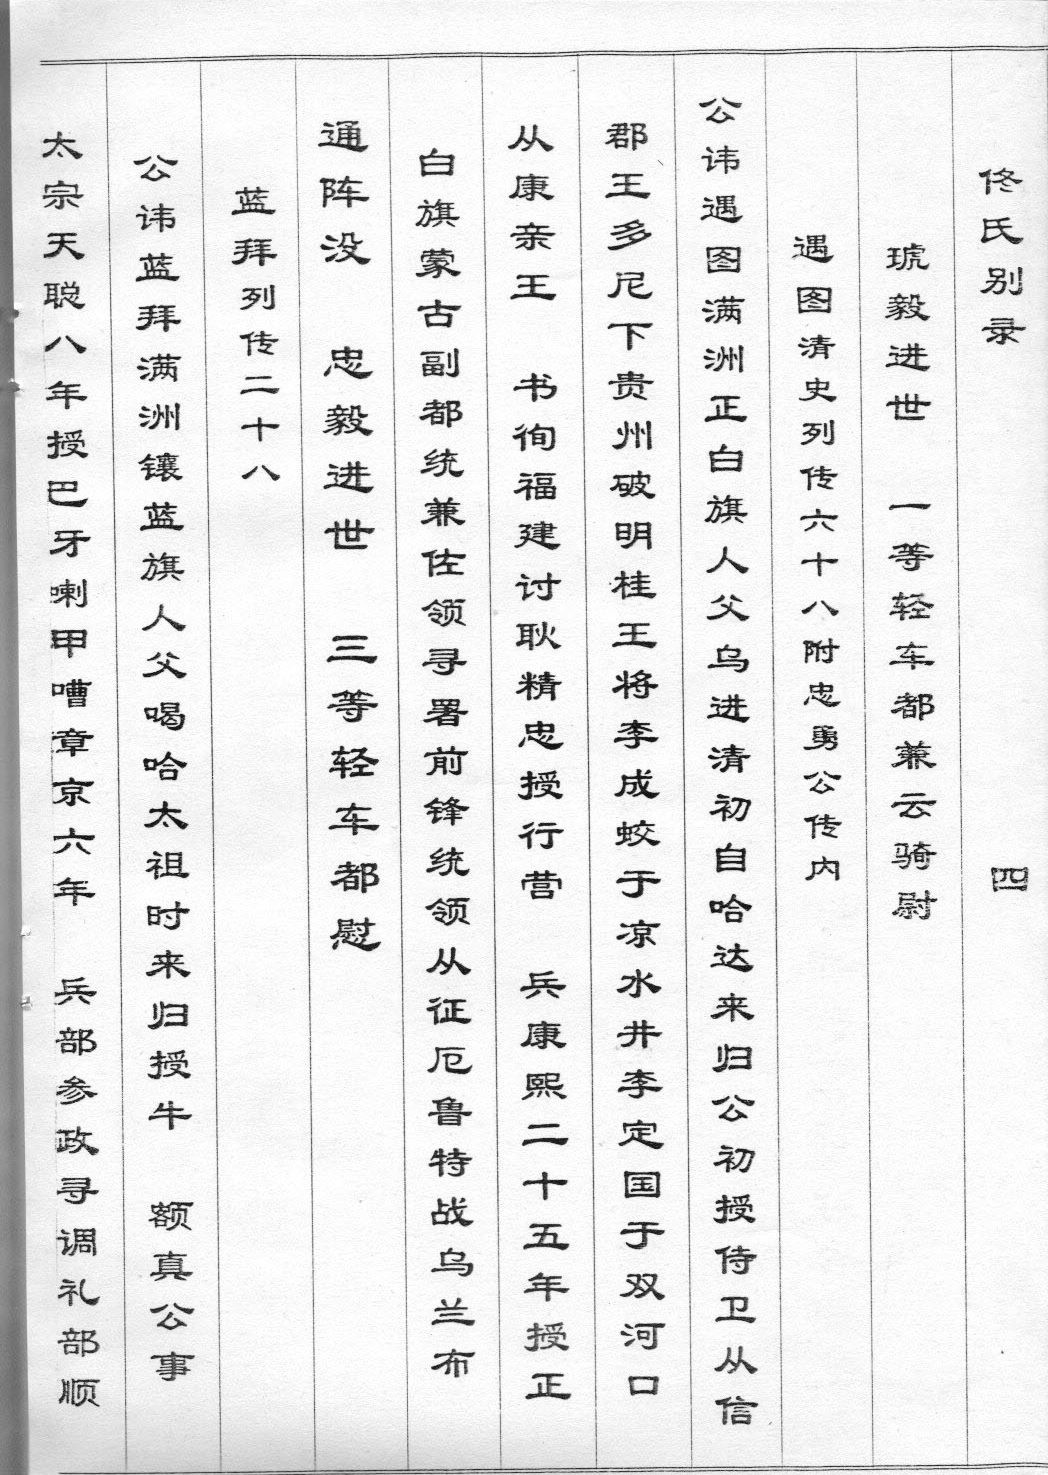 佟氏别录 四
琥毅进世 一等轻车都兼云骑尉
遇图清史列传六十八附忠勇公传内
公讳遇图满洲正白旗人父乌进清初自哈达来归公初授侍卫从信
郡王多尼下贵州破明桂王将李成蛟于凉水井李定国于双河口
从康亲王 书徇福建讨耿精忠授行营 兵康熙二十五年授正
白旗蒙古副都统兼佐领寻署前锋统领从征厄鲁特战乌兰布
通阵没 忠毅进世 三等轻车都慰
蓝拜列传二十八
公讳蓝拜满洲镶蓝旗人父喝哈太祖时来归授牛 额真公事
太宗天聪八年授巴牙喇甲嘈章京六年 兵部参政寻调礼部顺